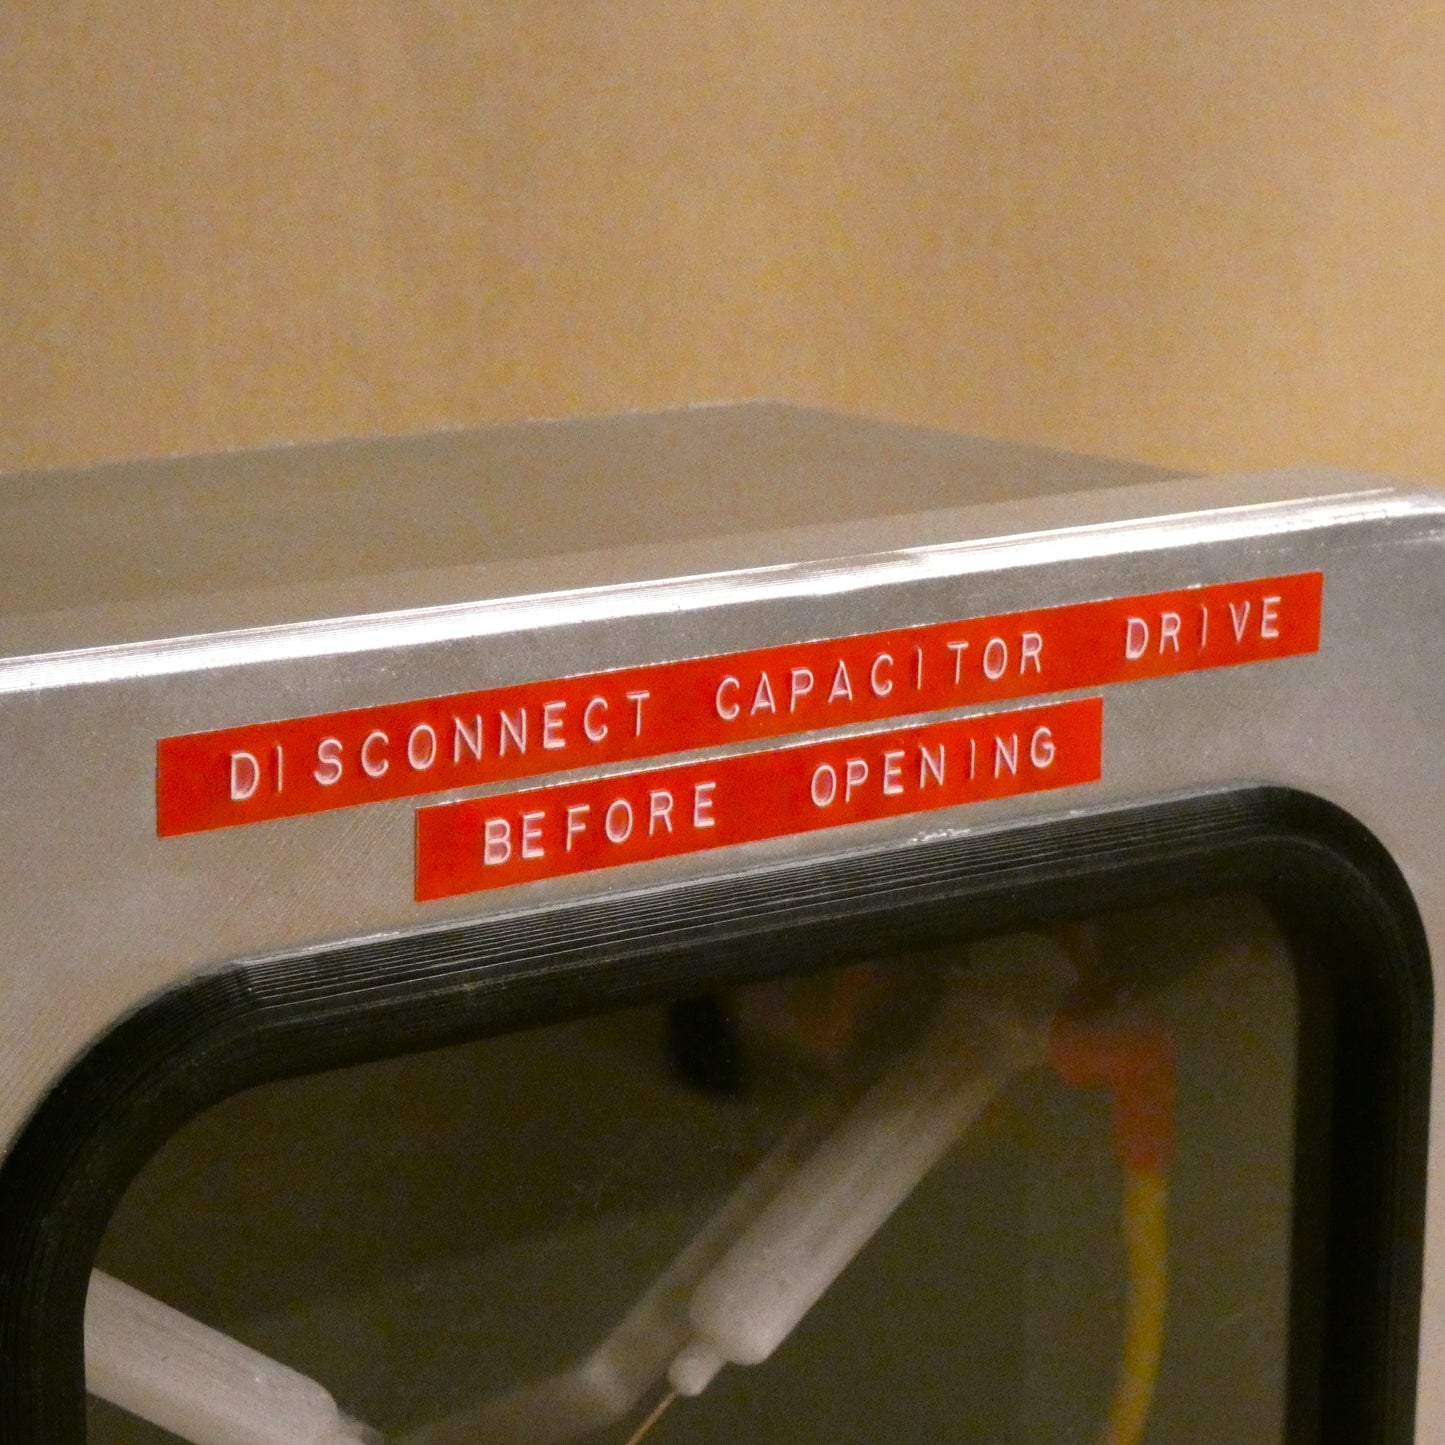 DISCONNECT CAPACITOR DRIVE
BEFORE OPENING